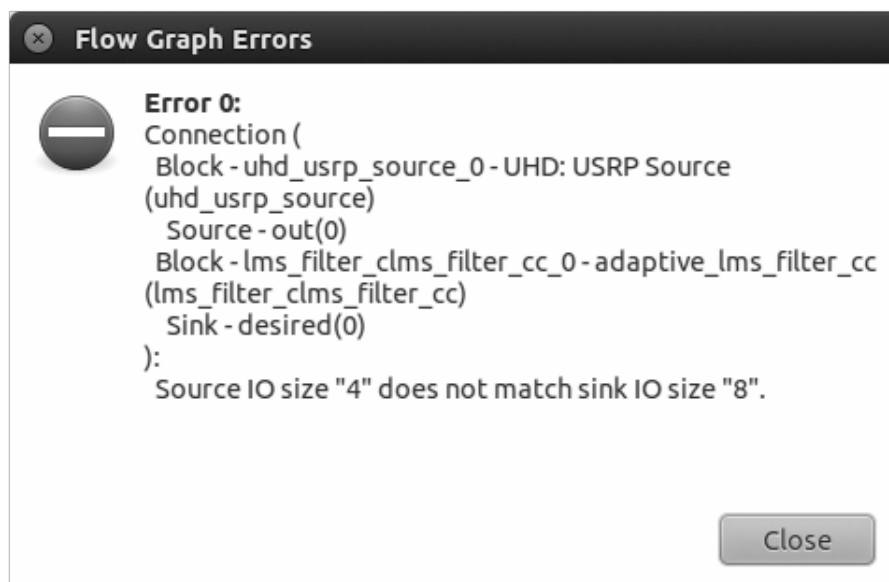 Flow Graph Errors
Error 0:
Connection (
Block - uhd_usrp_source_0 - UHD: USRP Source
(uhd_usrp_source)
Source - out(0)
Block - lms_filter_clms_filter_cc_0 - adaptive_lms_filter_cc
(lms_filter_clms_filter_cc)
Sink - desired(0)
):
Source IO size "4" does not match sink IO size "8".
Close